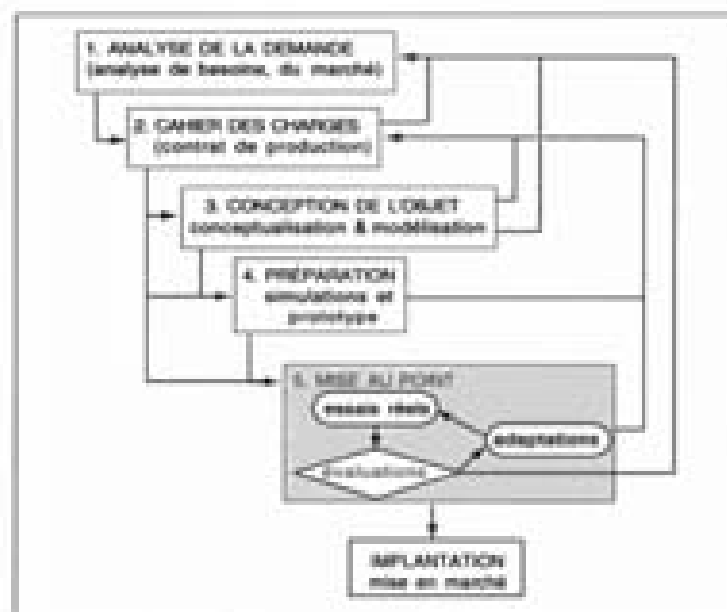 1. ANALYSE DE LA DEMANDE
(analyse de besoins, du marché)
2. CAHIER DES CHARGES
(contrat de production)
3. CONCEPTION DE L'OBJET
conceptualisation & modélisation
4. PRÉPARATION
simulations et
prototype
5. MISE AU POINT
essais réels
adaptations
évaluations
IMPLANTATION
mise en marché